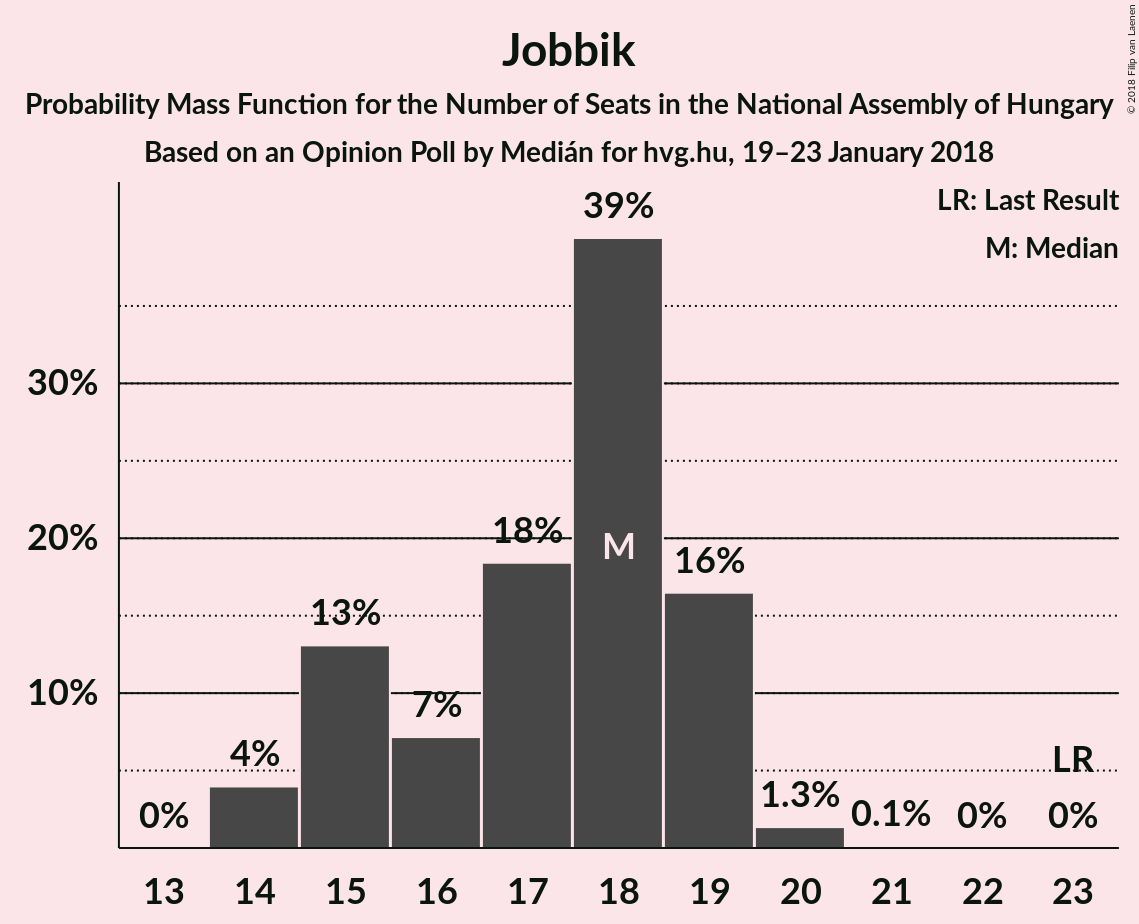 Jobbik
Probability Mass Function for the Number of Seats in the National Assembly of Hungary
Based on an Opinion Poll by Medián for hvg.hu, 19–23 January 2018
© 2018 Filip van Laenen
LR: Last Result
M: Median
39%
30%
20%
18%
M
16%
13%
10%
7%
4%
LR
0%
1.3%
0.1%
0%
0%
13 14 15 16 17 18 19 20 21 22 23